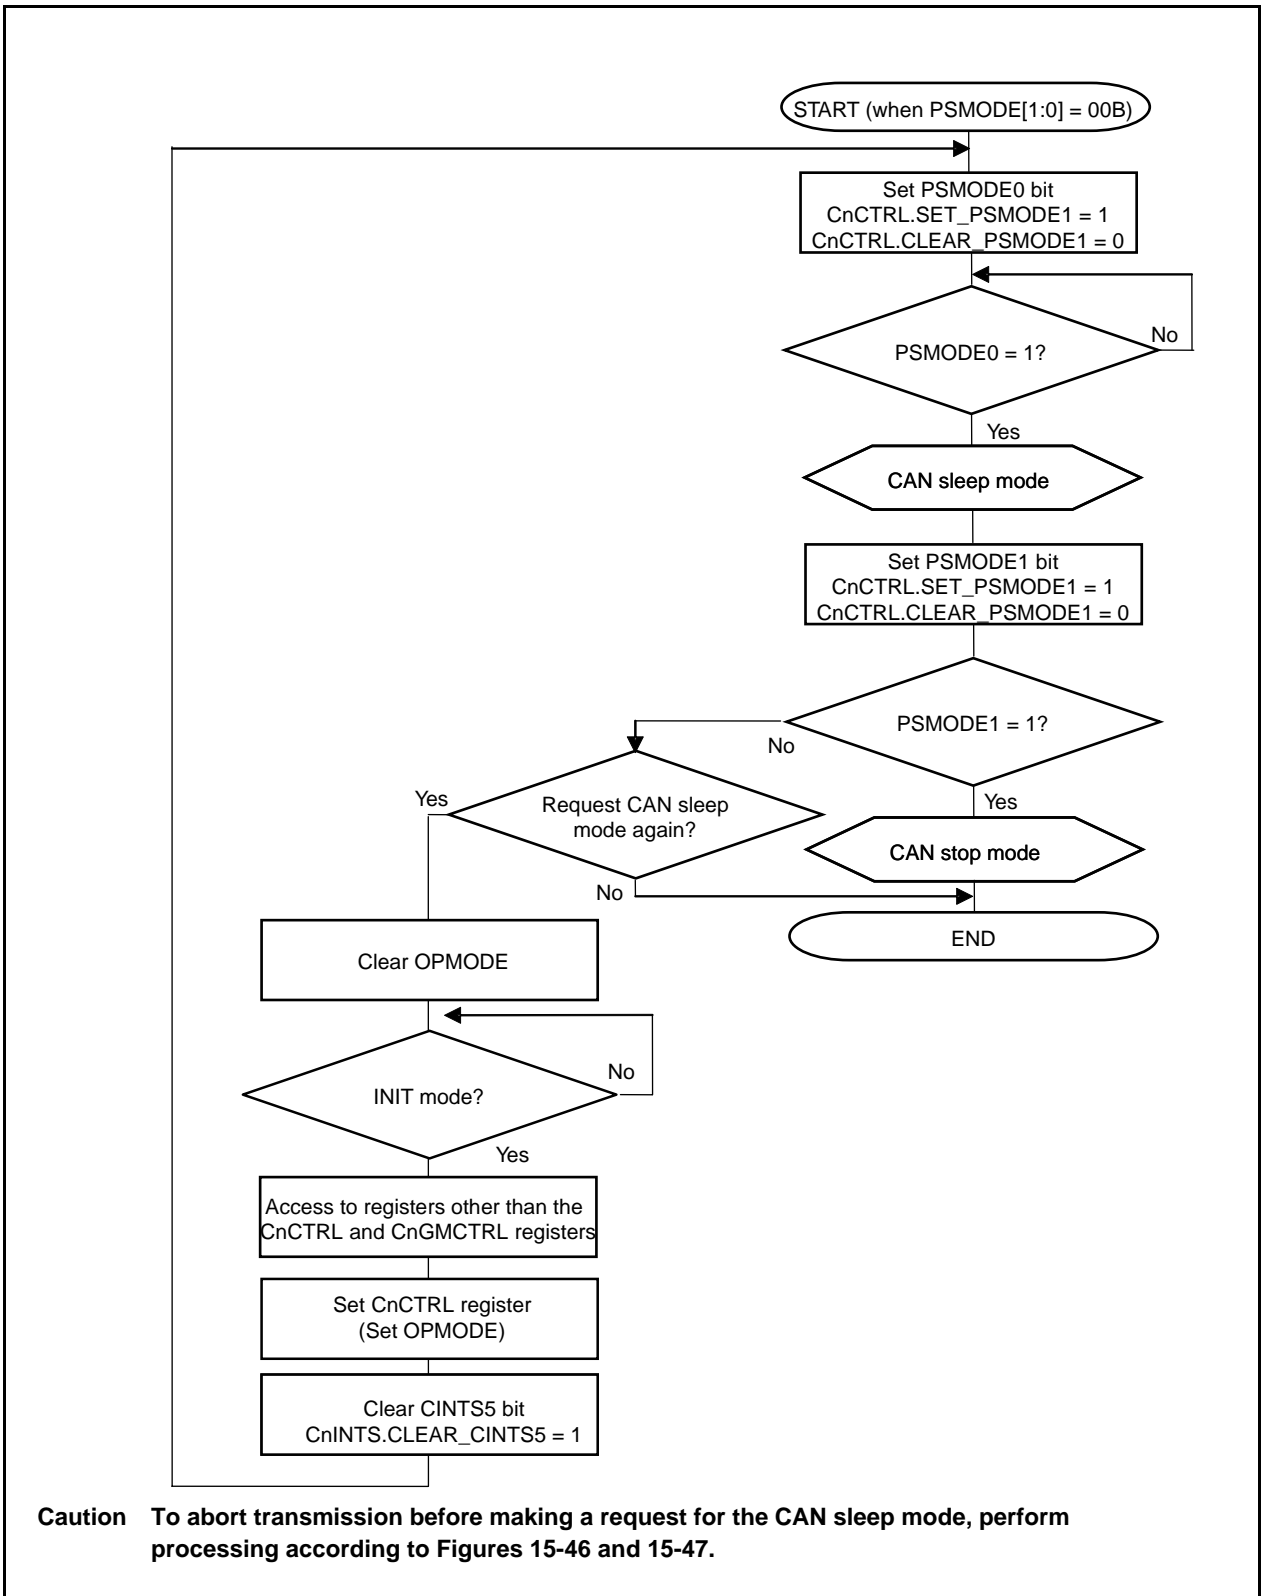 START (when PSMODE[1:0] = 00B)
Set PSMODE0 bit
CnCTRL.SET_PSMODE1 = 1
CnCTRL.CLEAR_PSMODE1 = 0
No
PSMODE0 = 1?
Yes
CAN sleep mode
Set PSMODE1 bit
CnCTRL.SET_PSMODE1 = 1
CnCTRL.CLEAR_PSMODE1 = 0
PSMODE1 = 1?
No
Yes
Request CAN sleep
mode again?
Yes
CAN stop mode
No
END
Clear OPMODE
No
INIT mode?
Yes
Access to registers other than the
CnCTRL and CnGMCTRL registers
Set CnCTRL register
(Set OPMODE)
Clear CINTS5 bit
CnINTS.CLEAR_CINTS5 = 1
Caution To abort transmission before making a request for the CAN sleep mode, perform
processing according to Figures 15-46 and 15-47.